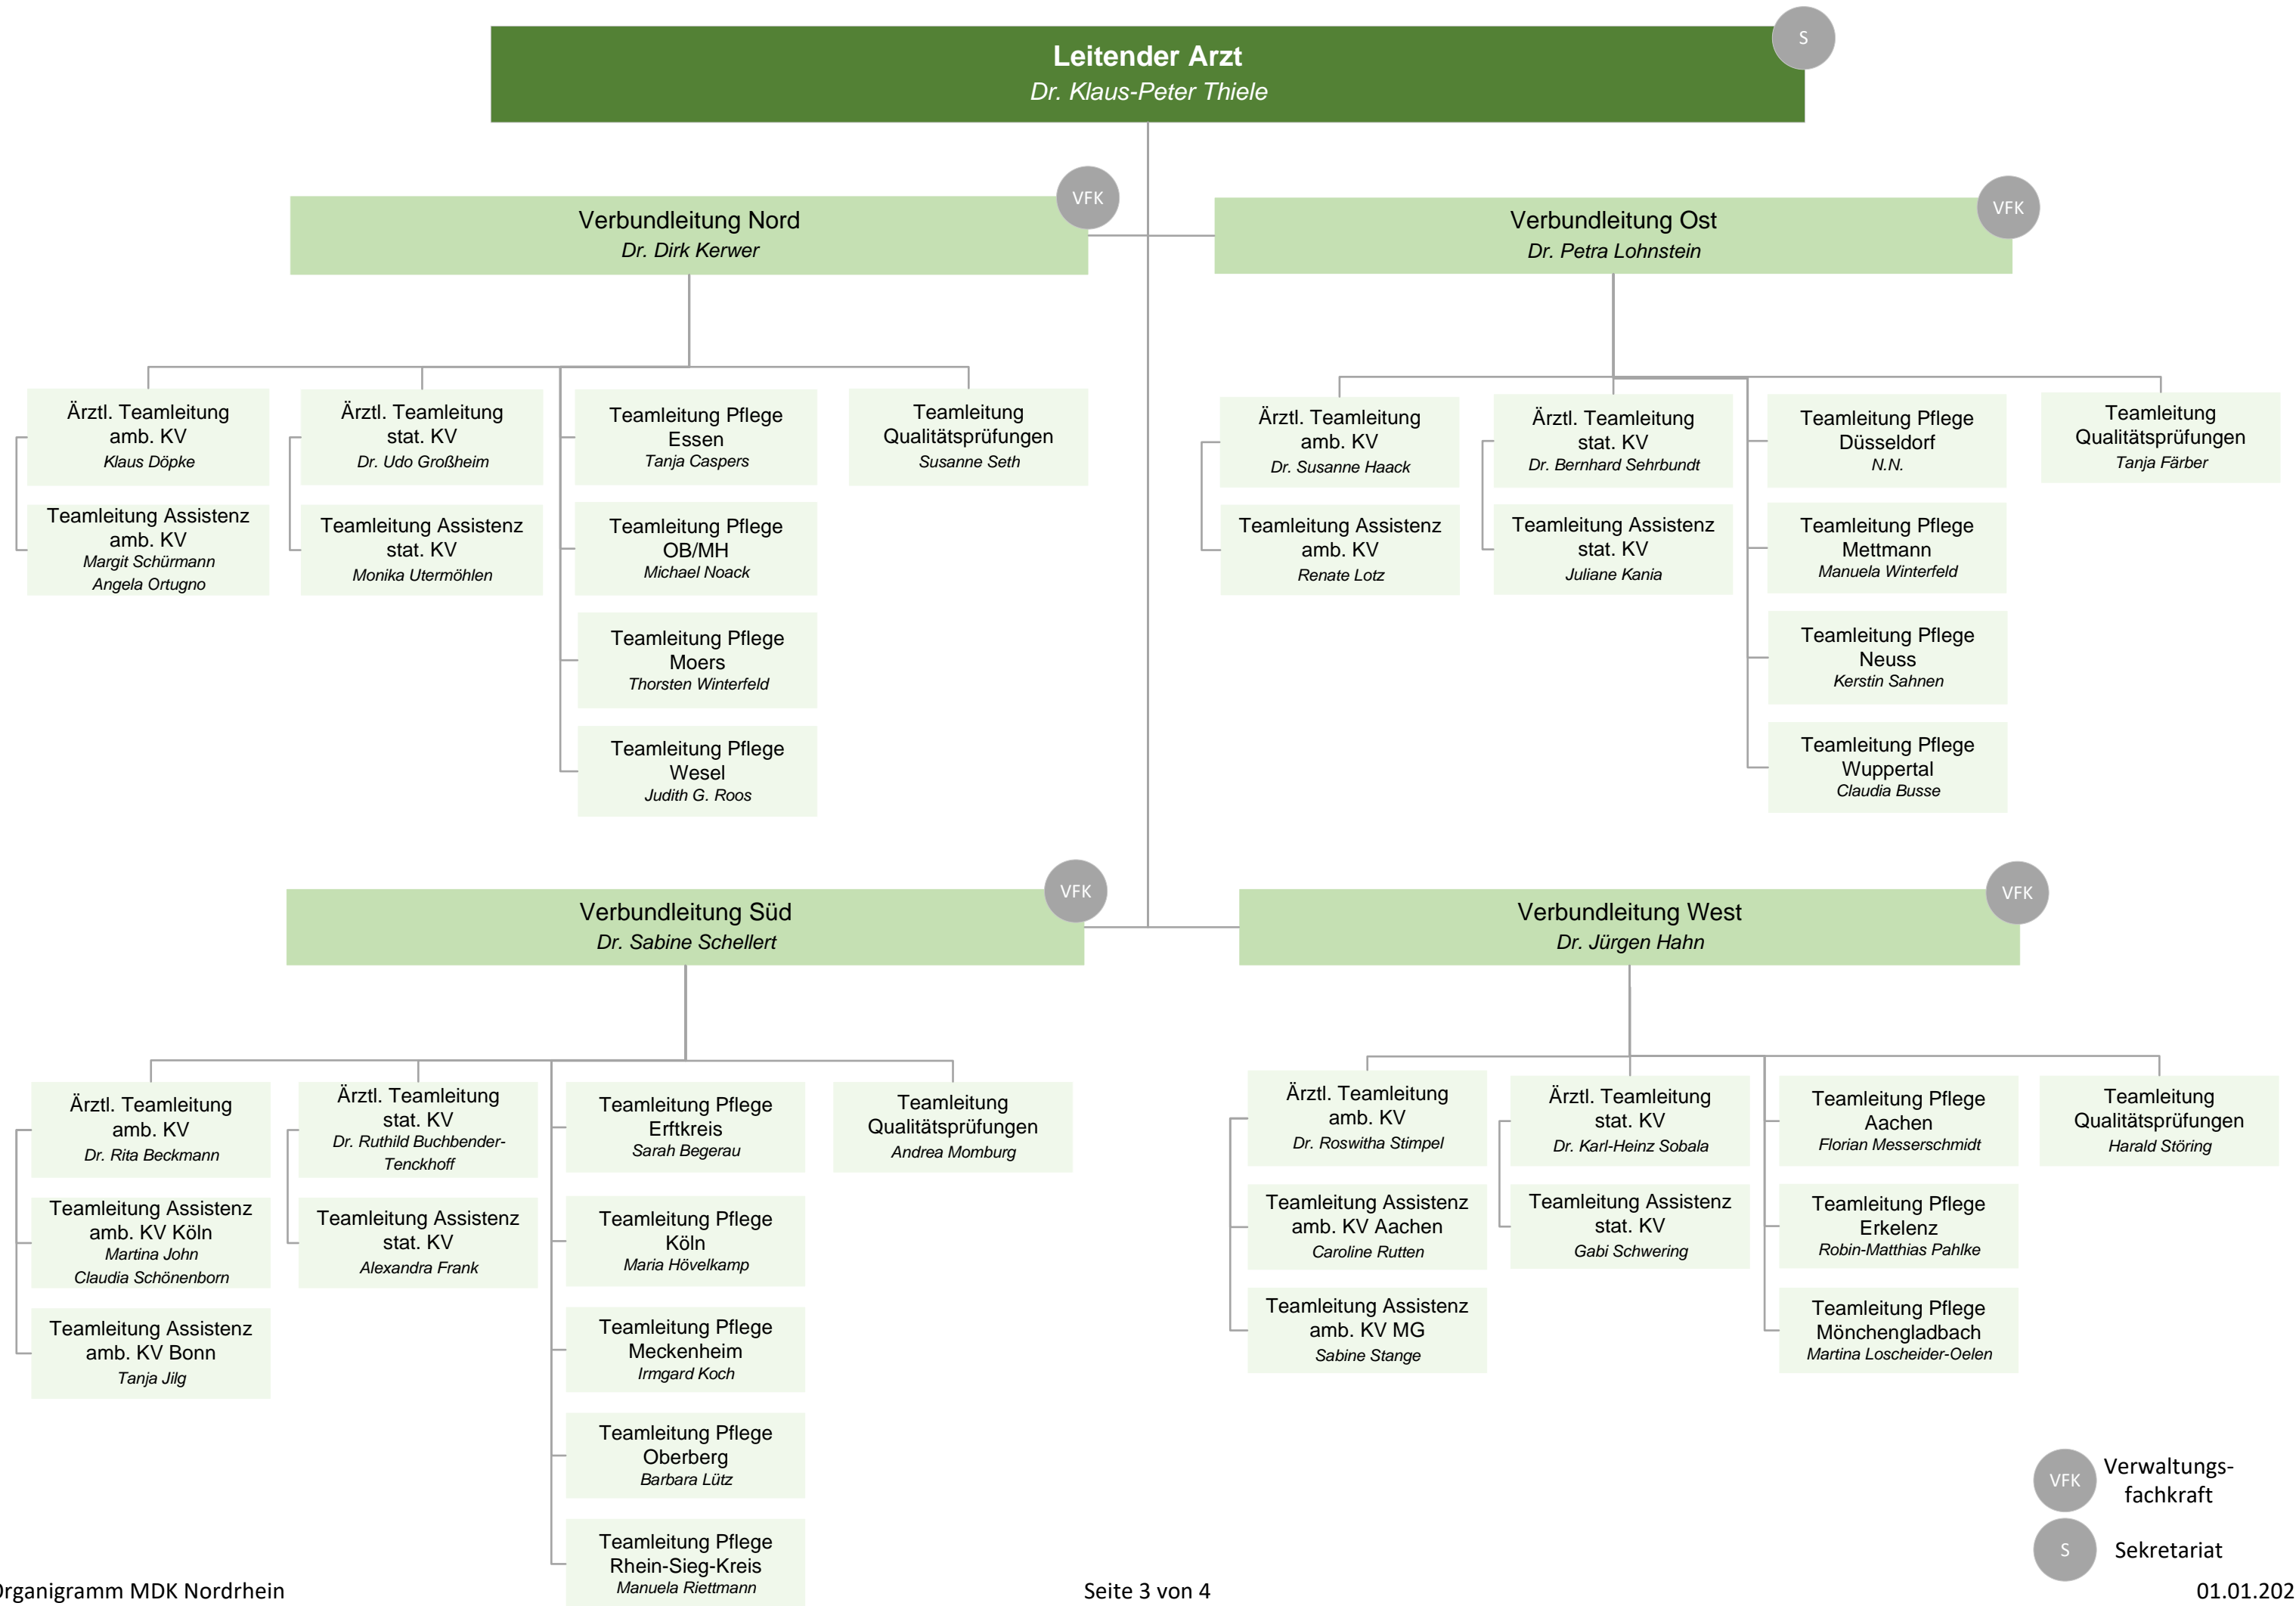 S
Leitender Arzt
Dr. Klaus-Peter Thiele
VFK
Verbundleitung Nord
Dr. Dirk Kerwer
VFK
Verbundleitung Ost
Dr. Petra Lohnstein
Ärztl. Teamleitung
amb. KV
Klaus Döpke
Teamleitung Assistenz
amb. KV
Margit Schürmann
Angela Ortugno
Ärztl. Teamleitung
stat. KV
Dr. Udo Großheim
Teamleitung Assistenz
stat. KV
Monika Utermöhlen
Teamleitung Pflege
Essen
Tanja Caspers
Teamleitung Pflege
OB/MH
Michael Noack
Teamleitung Pflege
Moers
Thorsten Winterfeld
Teamleitung Pflege
Wesel
Judith G. Roos
Teamleitung
Qualitätsprüfungen
Susanne Seth
Ärztl. Teamleitung
amb. KV
Dr. Susanne Haack
Teamleitung Assistenz
amb. KV
Renate Lotz
Ärztl. Teamleitung
stat. KV
Dr. Bernhard Sehrbundt
Teamleitung Assistenz
stat. KV
Juliane Kania
Teamleitung Pflege
Düsseldorf
N.N.
Teamleitung Pflege
Mettmann
Manuela Winterfeld
Teamleitung Pflege
Neuss
Kerstin Sahnen
Teamleitung Pflege
Wuppertal
Claudia Busse
Teamleitung
Qualitätsprüfungen
Tanja Färber
VFK
Verbundleitung Süd
Dr. Sabine Schellert
VFK
Verbundleitung West
Dr. Jürgen Hahn
Ärztl. Teamleitung
amb. KV
Dr. Rita Beckmann
Teamleitung Assistenz
amb. KV Köln
Martina John
Claudia Schönenborn
Teamleitung Assistenz
amb. KV Bonn
Tanja Jilg
Ärztl. Teamleitung
stat. KV
Dr. Ruthild Buchbender-
Tenckhoff
Teamleitung Assistenz
stat. KV
Alexandra Frank
Teamleitung Pflege
Erftkreis
Sarah Begerau
Teamleitung Pflege
Köln
Maria Hövelkamp
Teamleitung Pflege
Meckenheim
Irmgard Koch
Teamleitung Pflege
Oberberg
Barbara Lütz
Teamleitung Pflege
Rhein-Sieg-Kreis
Manuela Riettmann
Teamleitung
Qualitätsprüfungen
Andrea Momburg
Ärztl. Teamleitung
amb. KV
Dr. Roswitha Stimpel
Teamleitung Assistenz
amb. KV Aachen
Caroline Rutten
Teamleitung Assistenz
amb. KV MG
Sabine Stange
Ärztl. Teamleitung
stat. KV
Dr. Karl-Heinz Sobala
Teamleitung Assistenz
stat. KV
Gabi Schwering
Teamleitung Pflege
Aachen
Florian Messerschmidt
Teamleitung Pflege
Erkelenz
Robin-Matthias Pahlke
Teamleitung Pflege
Mönchengladbach
Martina Loscheider-Oelen
Teamleitung
Qualitätsprüfungen
Harald Störing
VFK
Verwaltungs-
fachkraft
S
Sekretariat
Organigramm MDK Nordrhein
Seite 3 von 4
01.01.202